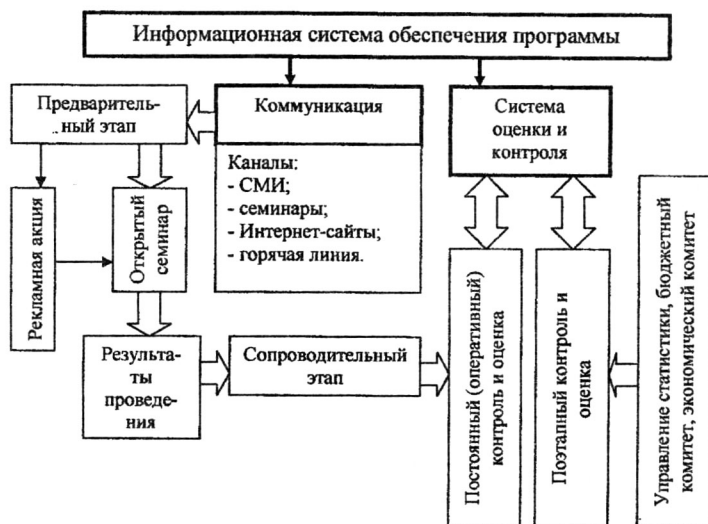 Информационная система обеспечения программы
Предваритель-
ный этап
Коммуникация
Система
оценки и
контроля
Каналы:
- СМИ;
- семинары;
- Интернет-сайты;
- горячая линия.
Рекламная акция
Открытый
семинар
Результа-
ты
проведе-
ния
Сопроводительный
этап
Постоянный (оперативный)
контроль и оценка
Поэтапный контроль и
оценка
Управление статистики, бюджетный
комитет, экономический комитет